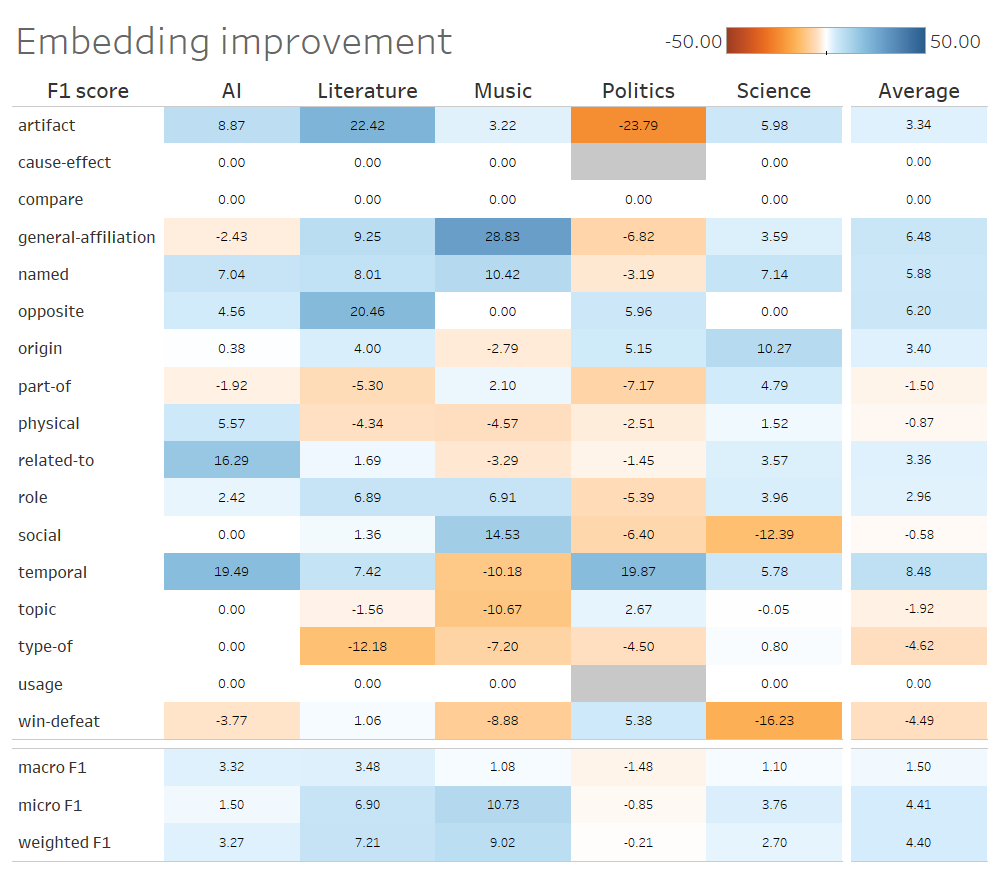 Embedding improvement
-50.00 50.00
F1 score AI Literature Music Politics Science Average
artifact 8.87 22.42 3.22 -23.79 5.98 3.34
cause-effect 0.00 0.00 0.00 0.00 0.00
compare 0.00 0.00 0.00 0.00 0.00 0.00
general-affiliation -2.43 9.25 28.83 -6.82 3.59 6.48
named 7.04 8.01 10.42 -3.19 7.14 5.88
opposite 4.56 20.46 0.00 5.96 0.00 6.20
origin 0.38 4.00 -2.79 5.15 10.27 3.40
part-of -1.92 -5.30 2.10 -7.17 4.79 -1.50
physical 5.57 -4.34 -4.57 -2.51 1.52 -0.87
related-to 16.29 1.69 -3.29 -1.45 3.57 3.36
role 2.42 6.89 6.91 -5.39 3.96 2.96
social 0.00 1.36 14.53 -6.40 -12.39 -0.58
temporal 19.49 7.42 -10.18 19.87 5.78 8.48
topic 0.00 -1.56 -10.67 2.67 -0.05 -1.92
type-of 0.00 -12.18 -7.20 -4.50 0.80 -4.62
usage 0.00 0.00 0.00 0.00 0.00
win-defeat -3.77 1.06 -8.88 5.38 -16.23 -4.49
macro F1 3.32 3.48 1.08 -1.48 1.10 1.50
micro F1 1.50 6.90 10.73 -0.85 3.76 4.41
weighted F1 3.27 7.21 9.02 -0.21 2.70 4.40